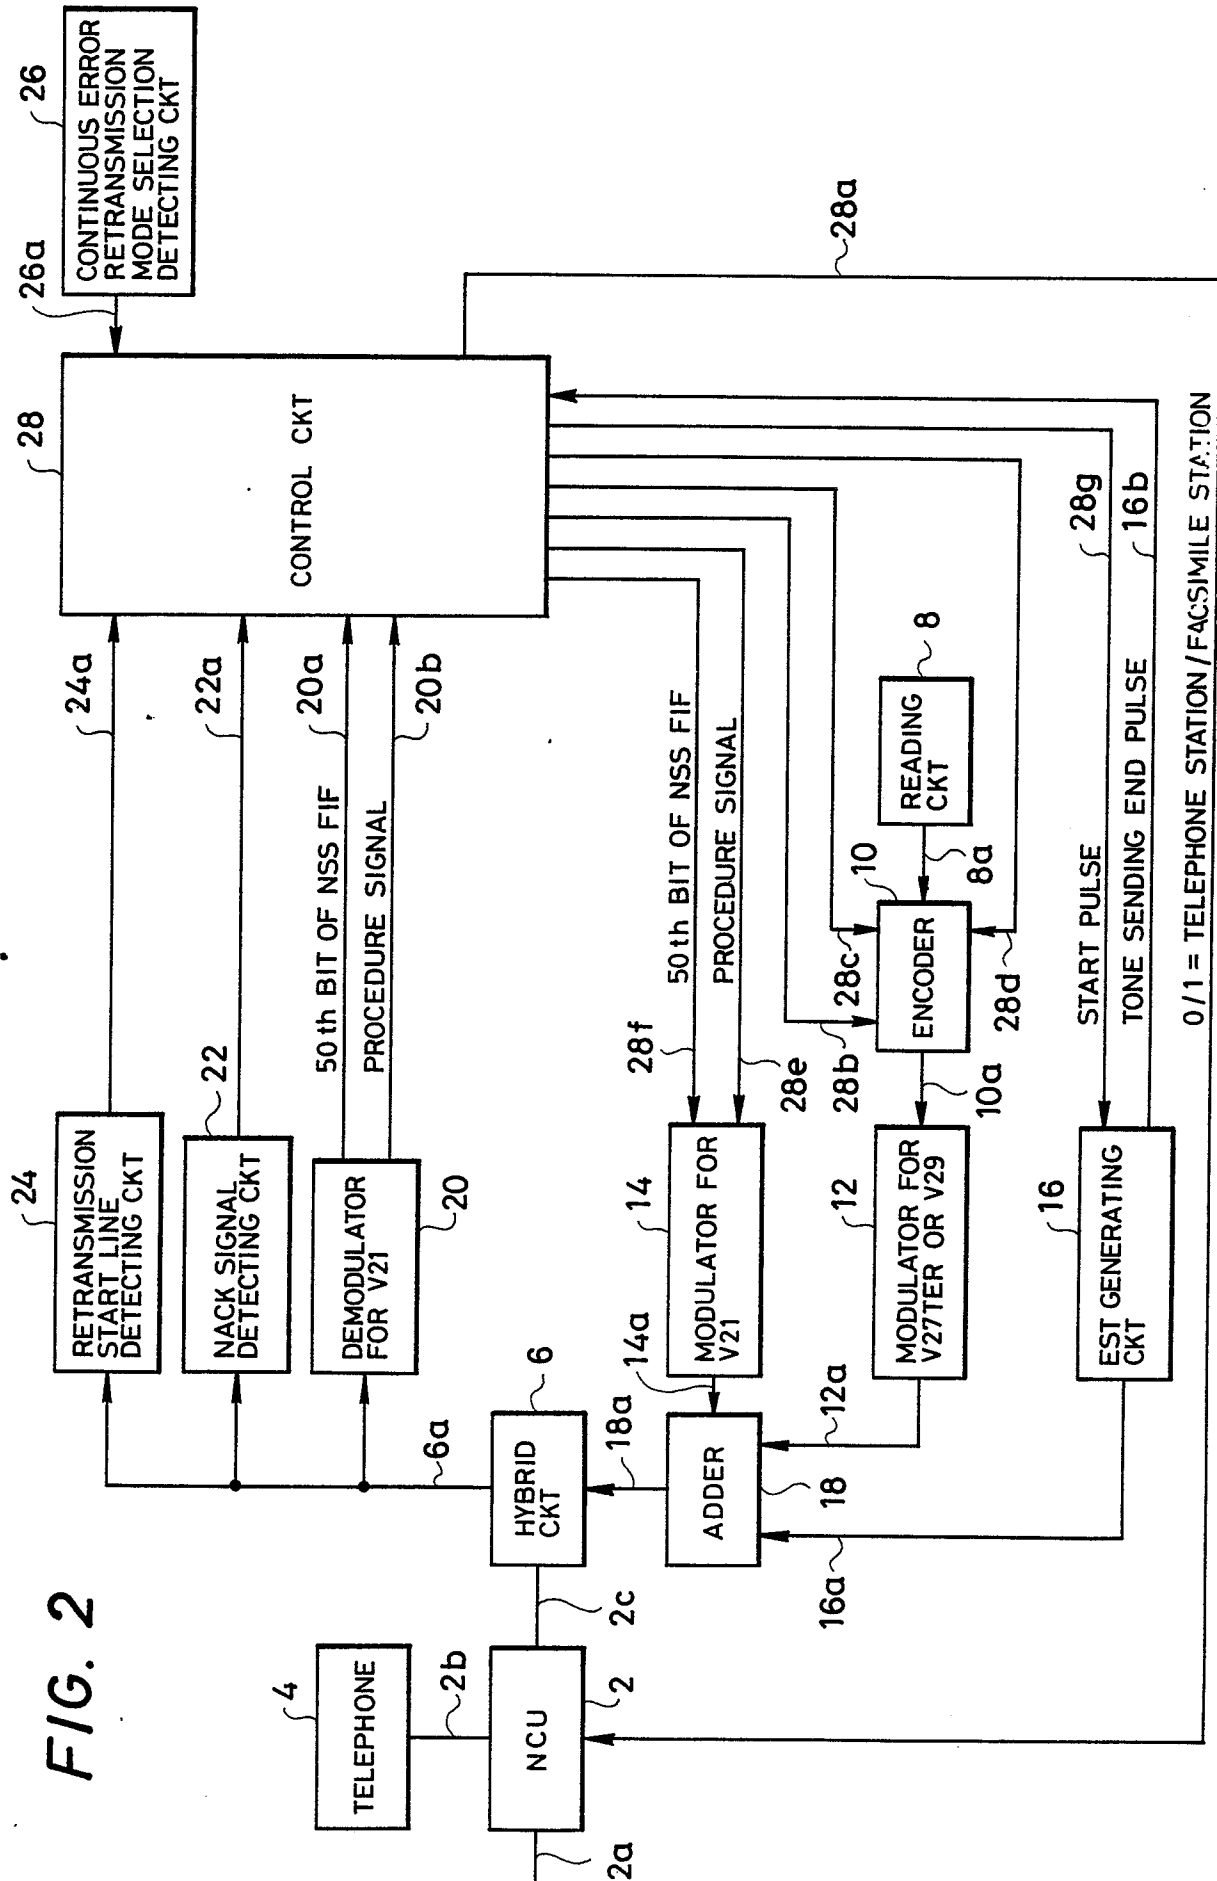 FIG. 2
2a
NCU
2
2b
4
TELEPHONE
2c
HYBRID
CKT
6
6a
24
RETRANSMISSION
START LINE
DETECTING CKT
24a
22
NACK SIGNAL
DETECTING CKT
22a
DEMODULATOR
FOR V21
20
50th BIT OF NSS FIF
20a
PROCEDURE SIGNAL
20b
28
CONTROL CKT
26a
26
CONTINUOUS ERROR
RETRANSMISSION
MODE SELECTION
DETECTING CKT
28a
ADDER
18
18a
14a
14
MODULATOR FOR
V21
28f
50th BIT OF NSS FIF
28e
PROCEDURE SIGNAL
12a
12
MODULATOR FOR
V27TER OR V29
10a
10
ENCODER
28b
28c
28d
8a
8
READING
CKT
16a
16
EST GENERATING
CKT
START PULSE
28g
TONE SENDING END PULSE
16b
0/1 = TELEPHONE STATION/FACSIMILE STATION